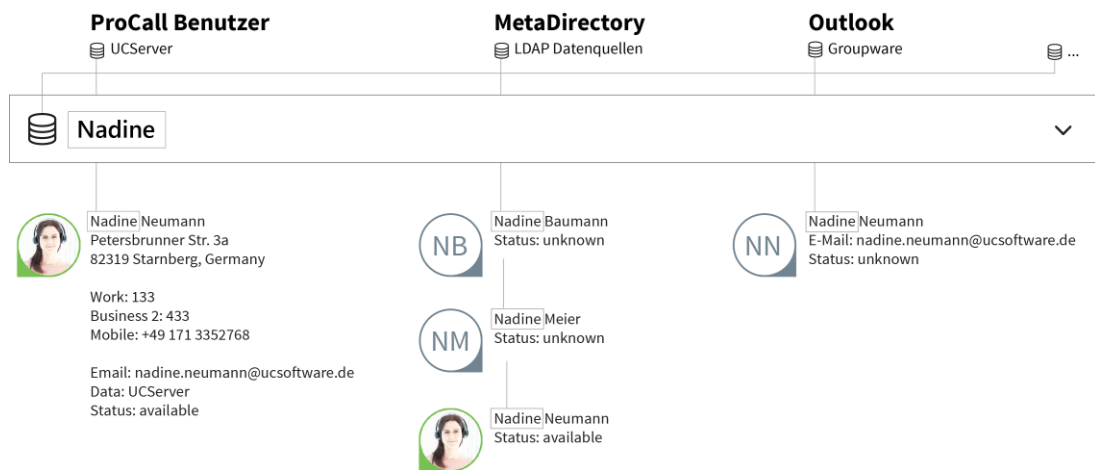 ProCall Benutzer
UCServer
MetaDirectory
LDAP Datenquellen
Outlook
Groupware
...
Nadine
Nadine Neumann
Petersbrunner Str. 3a
82319 Starnberg, Germany
Work: 133
Business 2: 433
Mobile: +49 171 3352768
Email: nadine.neumann@ucsoftware.de
Data: UCServer
Status: available
NB
Nadine Baumann
Status: unknown
NM
Nadine Meier
Status: unknown
Nadine Neumann
Status: available
NN
Nadine Neumann
E-Mail: nadine.neumann@ucsoftware.de
Status: unknown